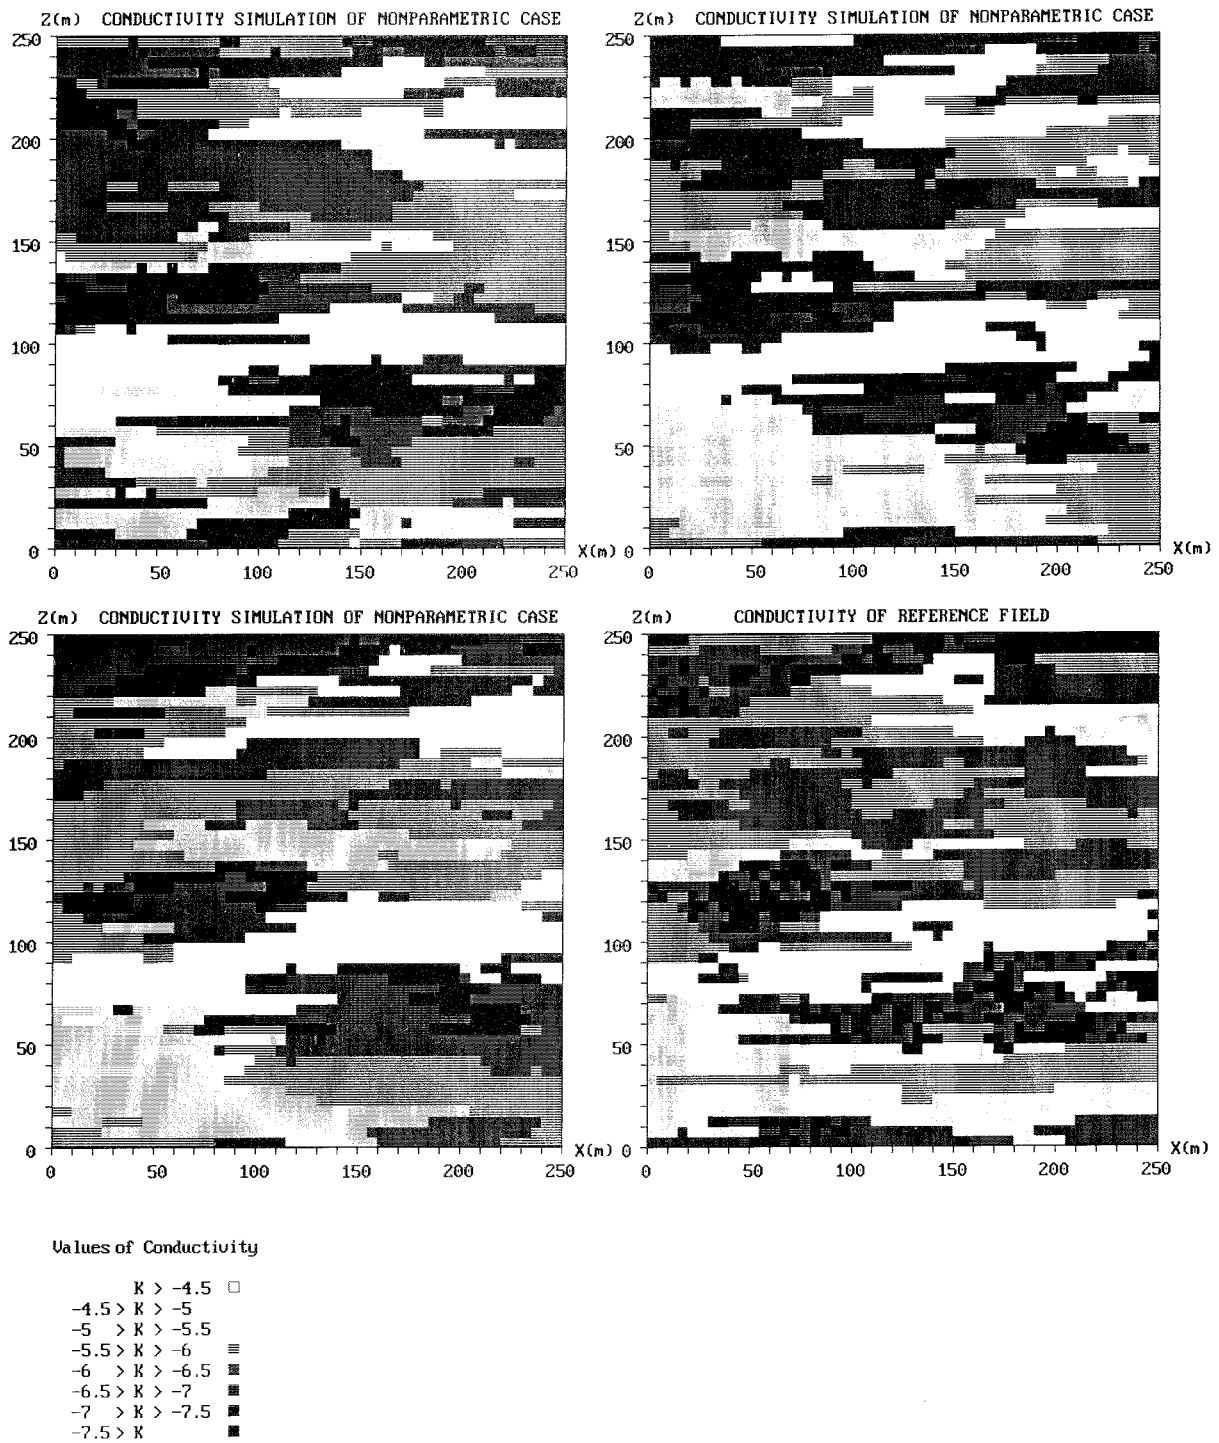 Z(m) CONDUCTIVITY SIMULATION OF NONPARAMETRIC CASE
250
200
150
100
50
0
0 50 100 150 200 250
X(m)
Z(m) CONDUCTIVITY SIMULATION OF NONPARAMETRIC CASE
250
200
150
100
50
0
0 50 100 150 200 250
X(m)
Z(m) CONDUCTIVITY SIMULATION OF NONPARAMETRIC CASE
250
200
150
100
50
0
0 50 100 150 200 250
X(m)
Z(m) CONDUCTIVITY OF REFERENCE FIELD
250
200
150
100
50
0
0 50 100 150 200 250
X(m)
Values of Conductivity
K > -4.5
-4.5 > K > -5
-5 > K > -5.5
-5.5 > K > -6
-6 > K > -6.5
-6.5 > K > -7
-7 > K > -7.5
-7.5 > K